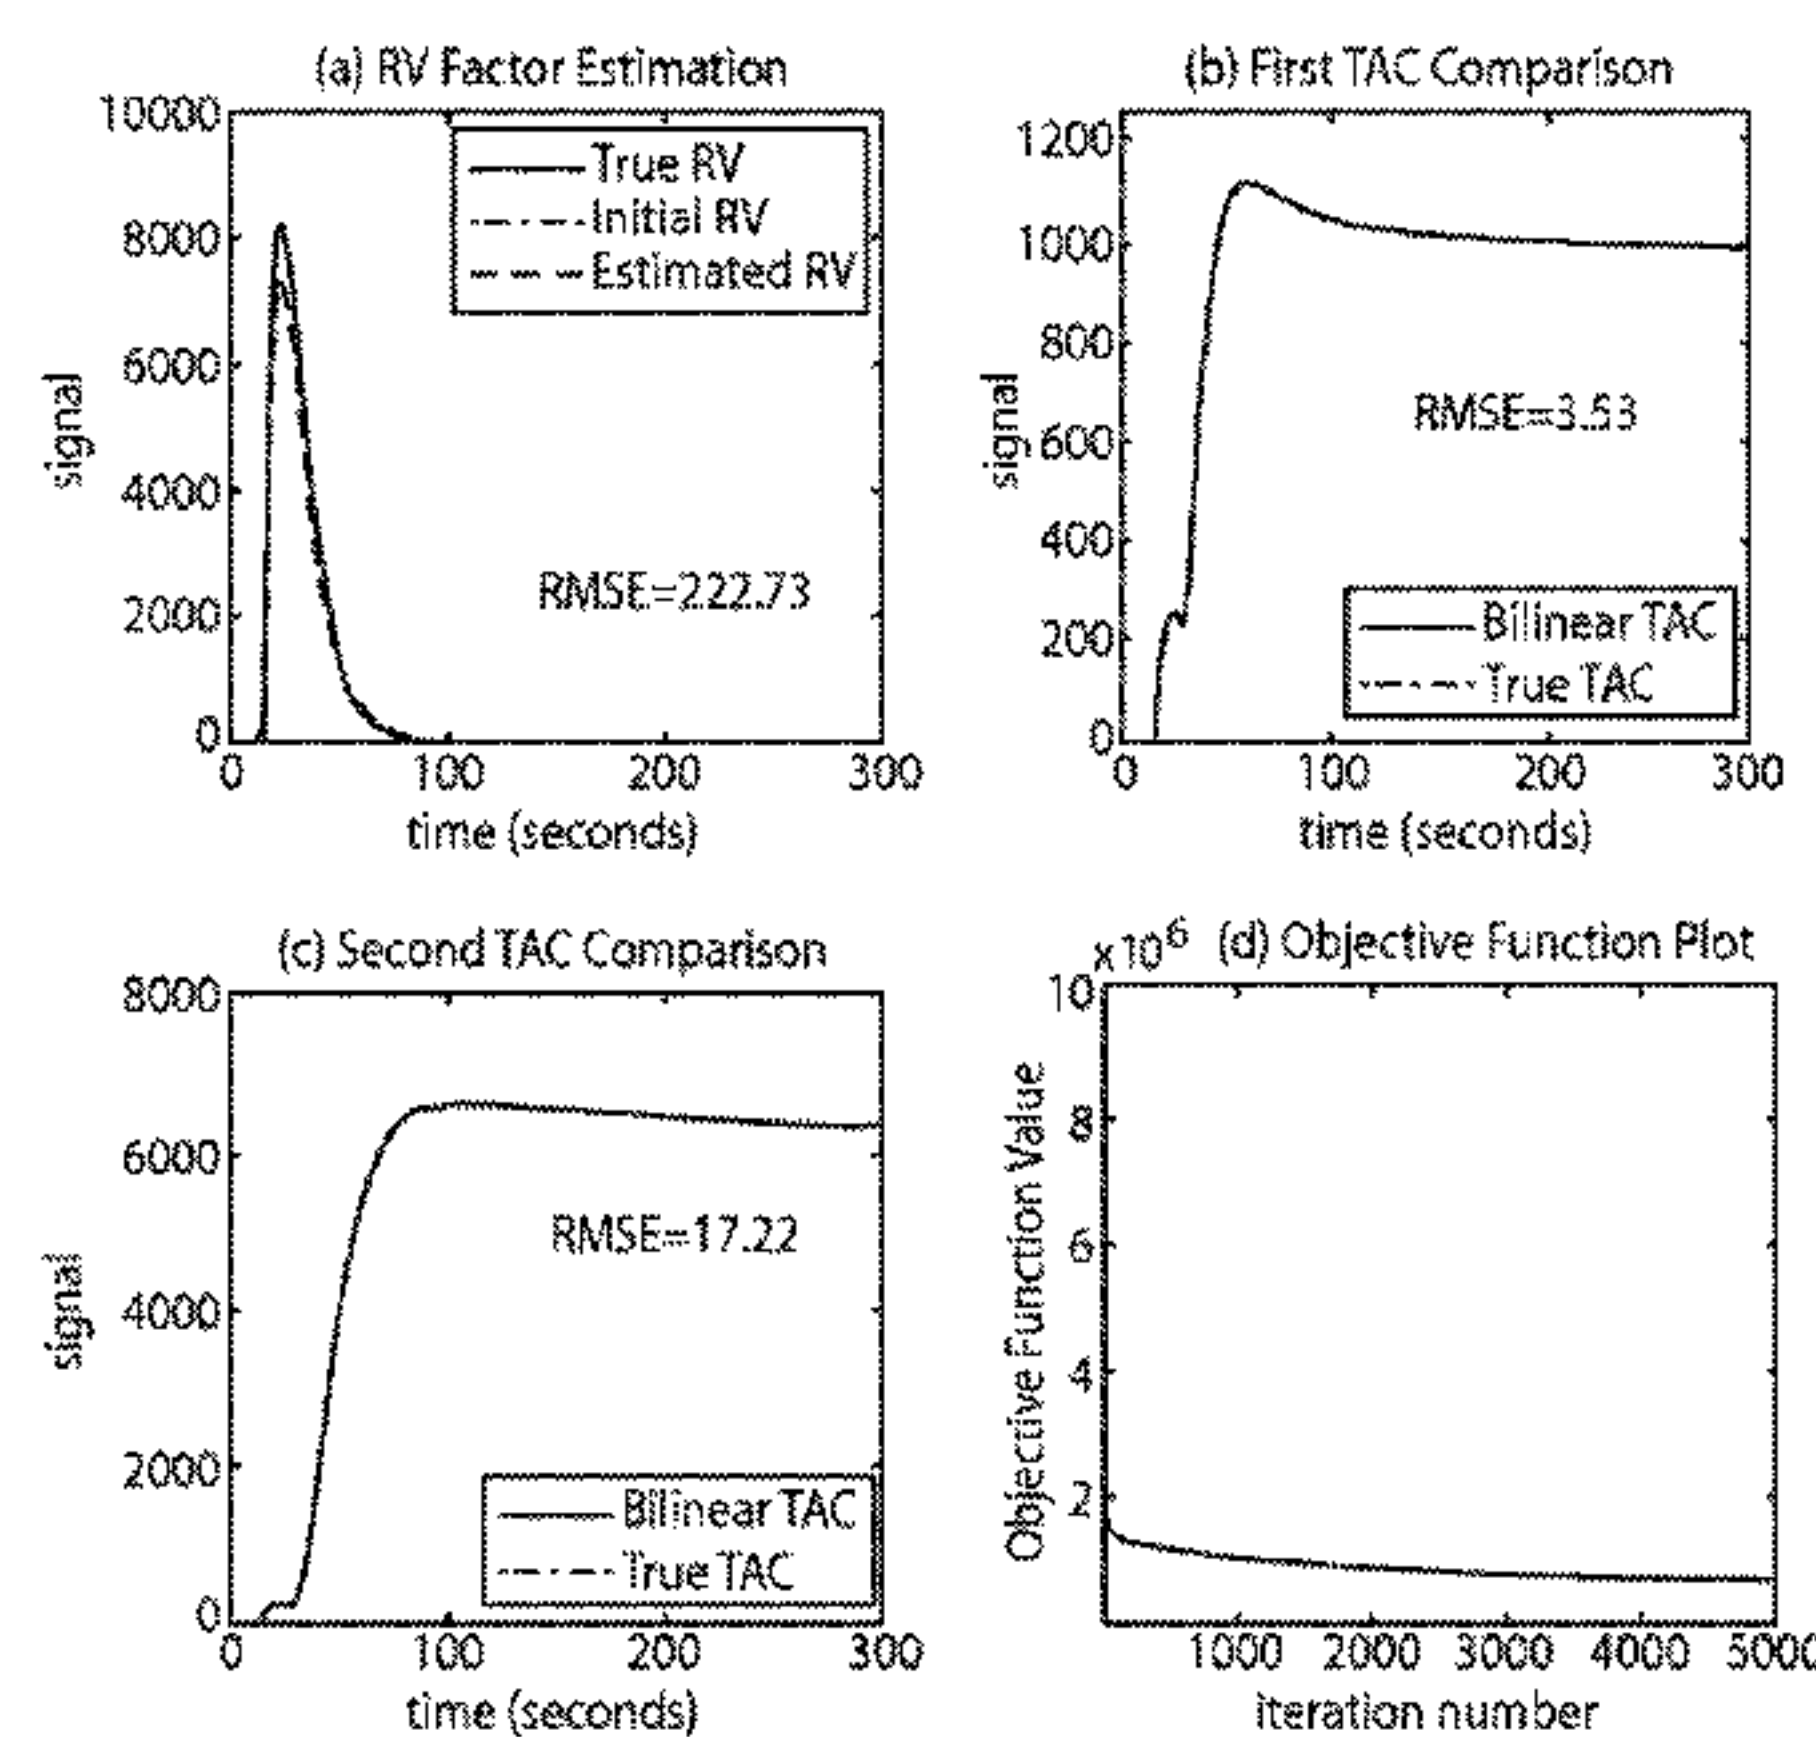 (a) RV Factor Estimation
10000
8000
6000
4000
2000
0
signal
True RV
Initial RV
Estimated RV
RMSE=222.73
0 100 200 300
time (seconds)
(b) First TAC Comparison
1200
1000
800
600
400
200
0
signal
RMSE=3.53
Bilinear TAC
True TAC
0 100 200 300
time (seconds)
(c) Second TAC Comparison
8000
6000
4000
2000
0
signal
RMSE=17.22
Bilinear TAC
True TAC
0 100 200 300
time (seconds)
x10⁶ (d) Objective Function Plot
10
8
6
4
2
Objective Function Value
1000 2000 3000 4000 5000
iteration number